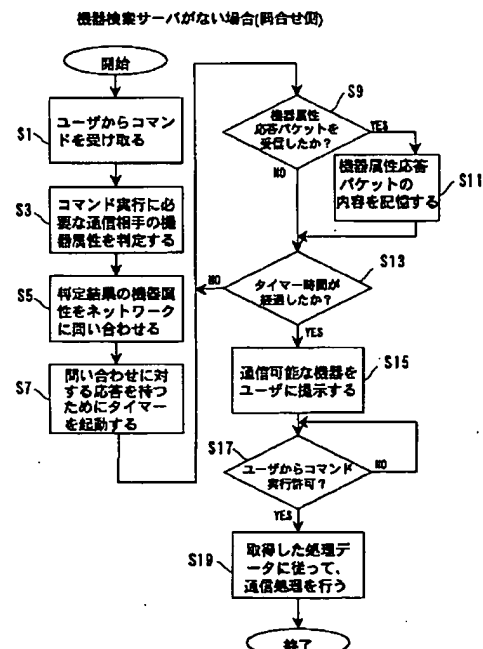 機器検索サーバがない場合(問合せ側)
開始
S1
ユーザからコマン
ドを受け取る
S3
コマンド実行に必
要な通信相手の機
器属性を判定する
S5
判定結果の機器属
性をネットワーク
に問い合わせる
S7
問い合わせに対
する応答を待つ
ためにタイマー
を起動する
S9
機器属性
応答パケットを
受信したか?
YES
NO
機器属性応答
パケットの
内容を記憶する
S11
S13
タイマー時間が
経過したか?
NO
YES
S15
通信可能な機器を
ユーザに提示する
S17
ユーザからコマンド
実行許可?
NO
YES
S19
取得した処理デ
ータに従って、
通信処理を行う
終了